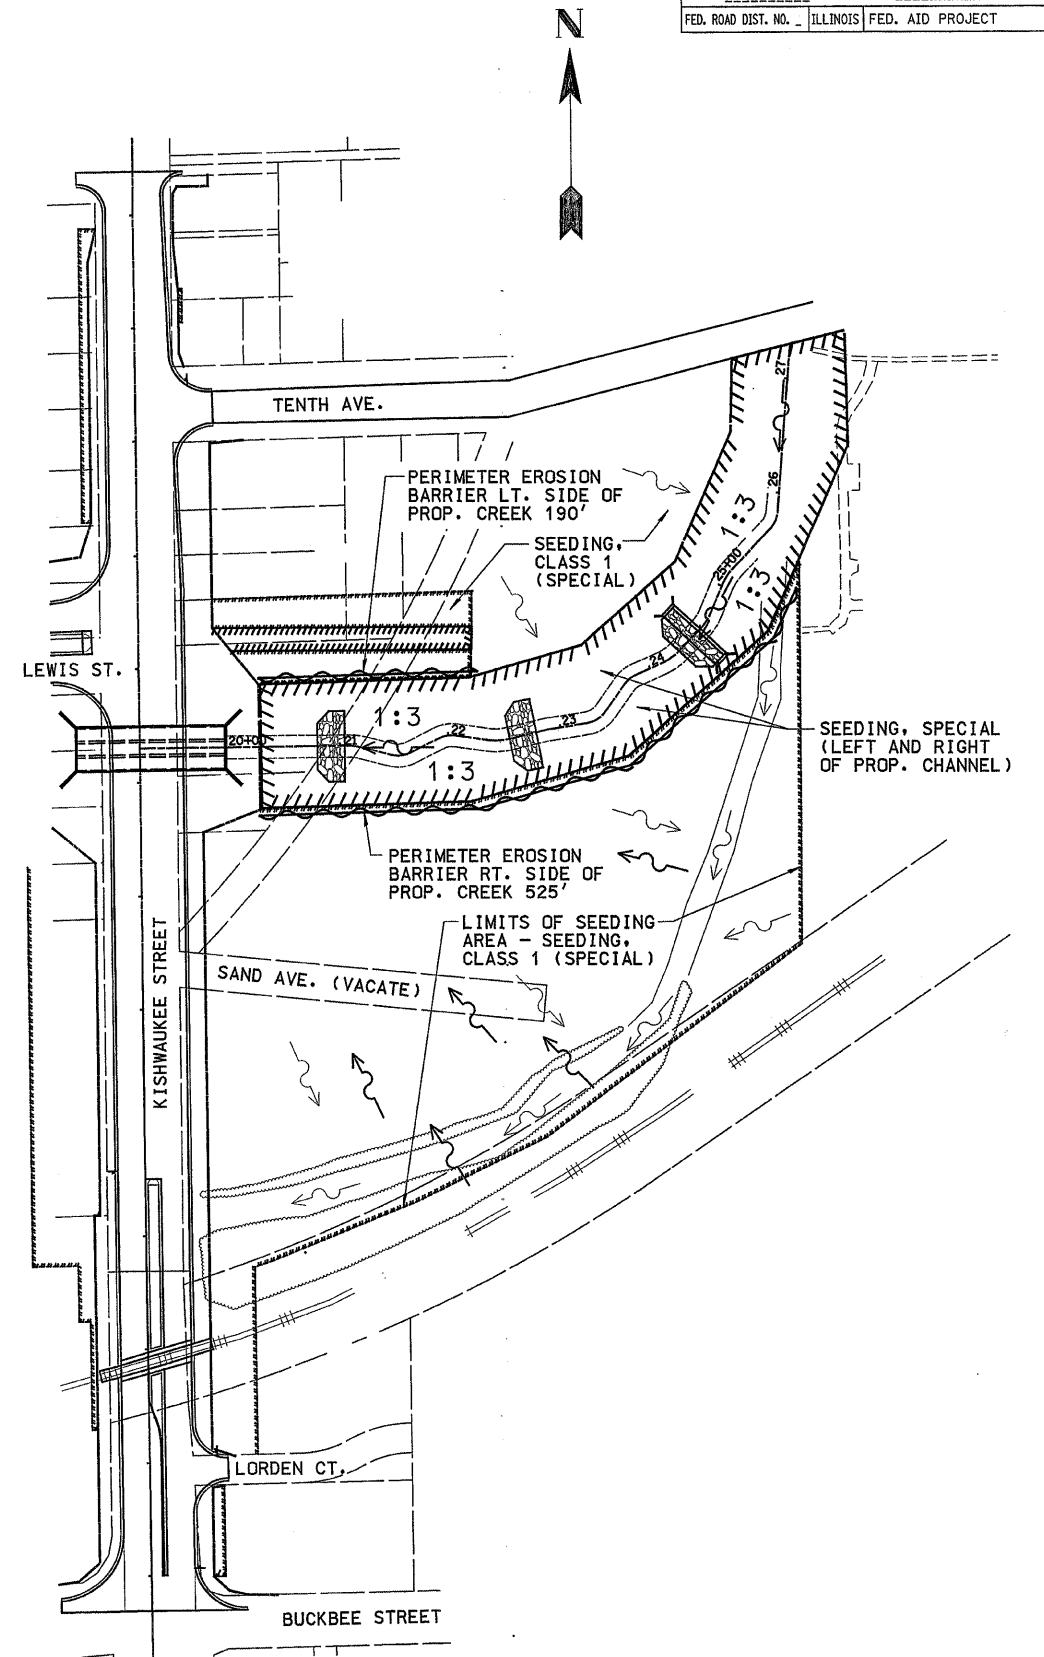 FED. ROAD DIST. NO. _ ILLINOIS FED. AID PROJECT
N
TENTH AVE.
27
26
PERIMETER EROSION
BARRIER LT. SIDE OF
PROP. CREEK 190'
SEEDING,
CLASS 1
(SPECIAL)
1:3
25+00
1:3
LEWIS ST.
24
1:3
23
22
21
20+00
1:3
SEEDING, SPECIAL
(LEFT AND RIGHT
OF PROP. CHANNEL)
PERIMETER EROSION
BARRIER RT. SIDE OF
PROP. CREEK 525'
LIMITS OF SEEDING
AREA - SEEDING,
CLASS 1 (SPECIAL)
SAND AVE. (VACATE)
KISHWAUKEE STREET
LORDEN CT.
BUCKBEE STREET